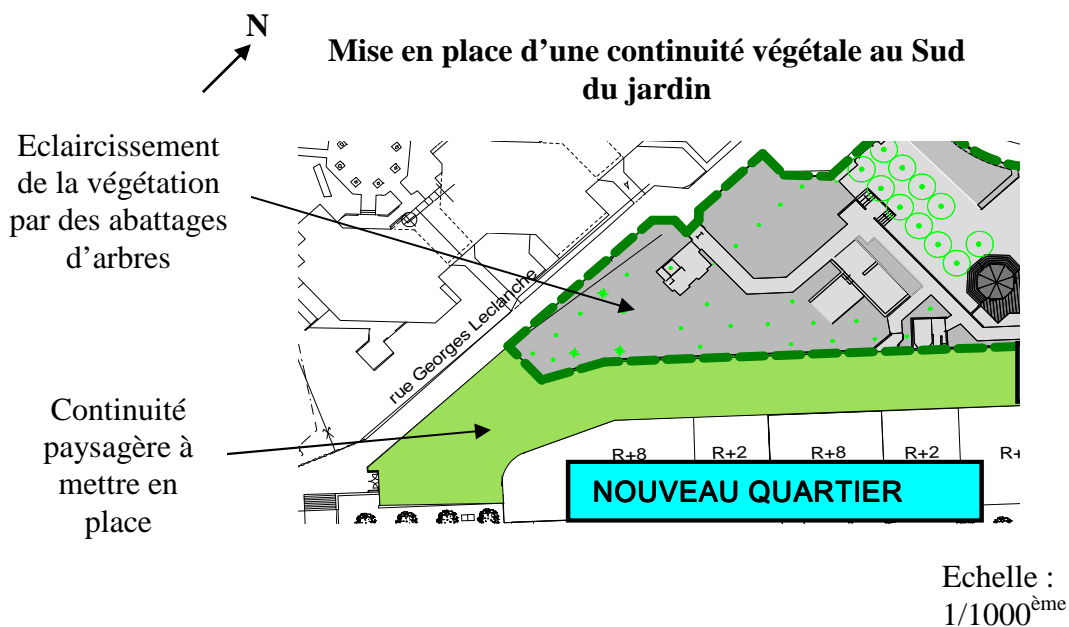 N
Mise en place d’une continuité végétale au Sud
du jardin
Eclaircissement
de la végétation
par des abattages
d’arbres
rue Georges Leclanche
Continuité
paysagère à
mettre en
place
R+8
R+2
R+8
R+2
R+
NOUVEAU QUARTIER
Echelle :
1/1000ème